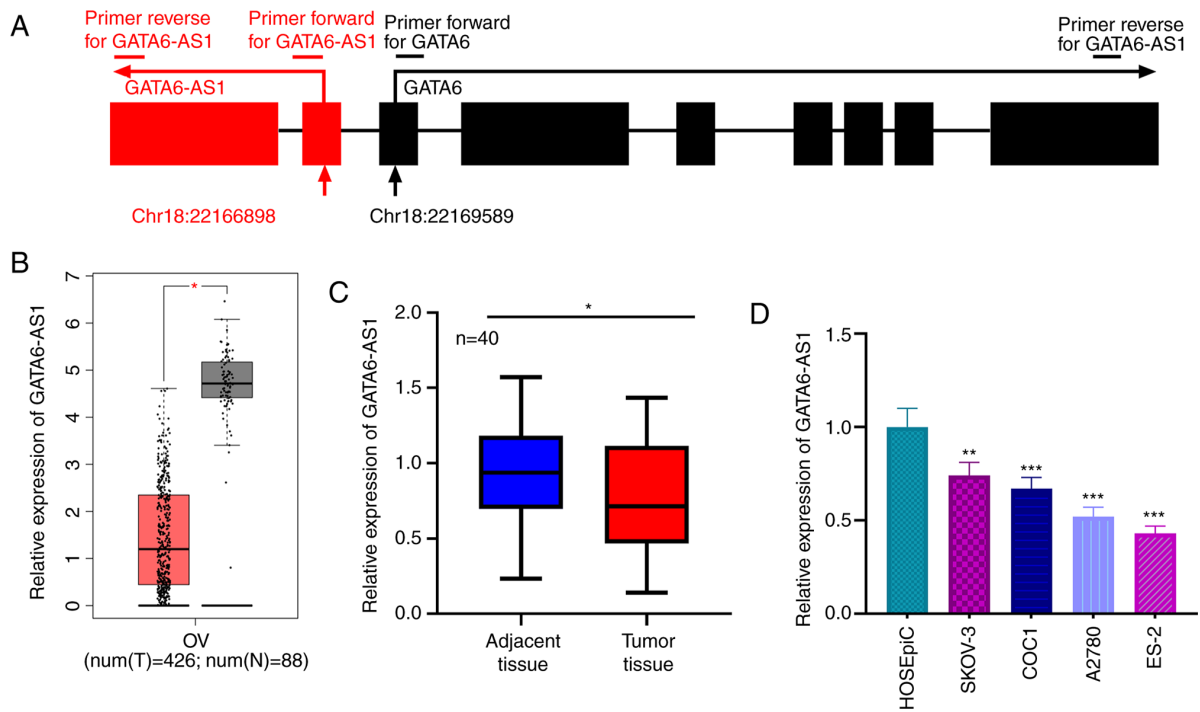 A
Primer reverse
for GATA6-AS1
Primer forward
for GATA6-AS1
Primer forward
for GATA6
Primer reverse
for GATA6-AS1
GATA6-AS1
GATA6
Chr18:22166898
Chr18:22169589
B
Relative expression of GATA6-AS1
7
6
5
4
3
2
1
0
*
OV
(num(T)=426; num(N)=88)
C
Relative expression of GATA6-AS1
2.0
1.5
1.0
0.5
0.0
n=40
*
Adjacent
tissue
Tumor
tissue
D
Relative expression of GATA6-AS1
1.5
1.0
0.5
0.0
**
***
***
***
HOSEpiC
SKOV-3
COC1
A2780
ES-2